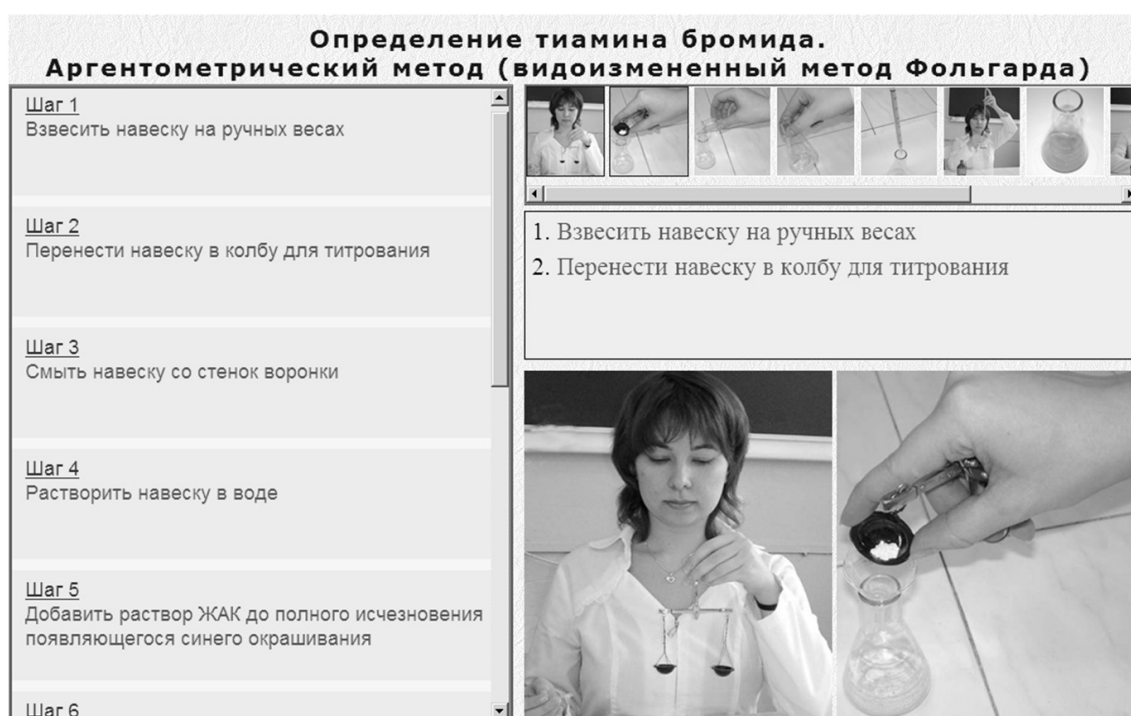 Определение тиамина бромида.
Аргентометрический метод (видоизмененный метод Фольгарда)
Шаг 1
Взвесить навеску на ручных весах
Шаг 2
Перенести навеску в колбу для титрования
Шаг 3
Смыть навеску со стенок воронки
Шаг 4
Растворить навеску в воде
Шаг 5
Добавить раствор ЖАК до полного исчезновения
появляющегося синего окрашивания
Шаг 6
1. Взвесить навеску на ручных весах
2. Перенести навеску в колбу для титрования